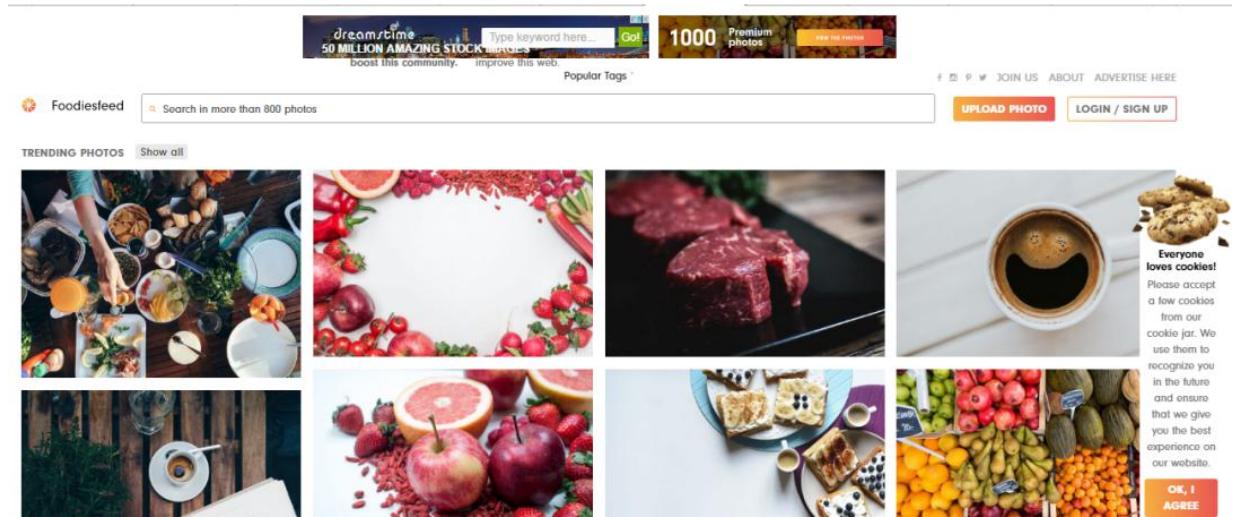 dreamstime
Type keyword here...
Go!
50 MILLION AMAZING STOCK IMAGES
1000 Premium photos
VIEW THE PHOTOS
boost this community. improve this web.
Popular Tags
JOIN US ABOUT ADVERTISE HERE
Foodiesfeed
Search in more than 800 photos
UPLOAD PHOTO
LOGIN / SIGN UP
TRENDING PHOTOS Show all
Everyone
loves cookies!
Please accept
a few cookies
from our
cookie jar. We
use them to
recognize you
in the future
and ensure
that we give
you the best
experience on
our website.
OK, I
AGREE